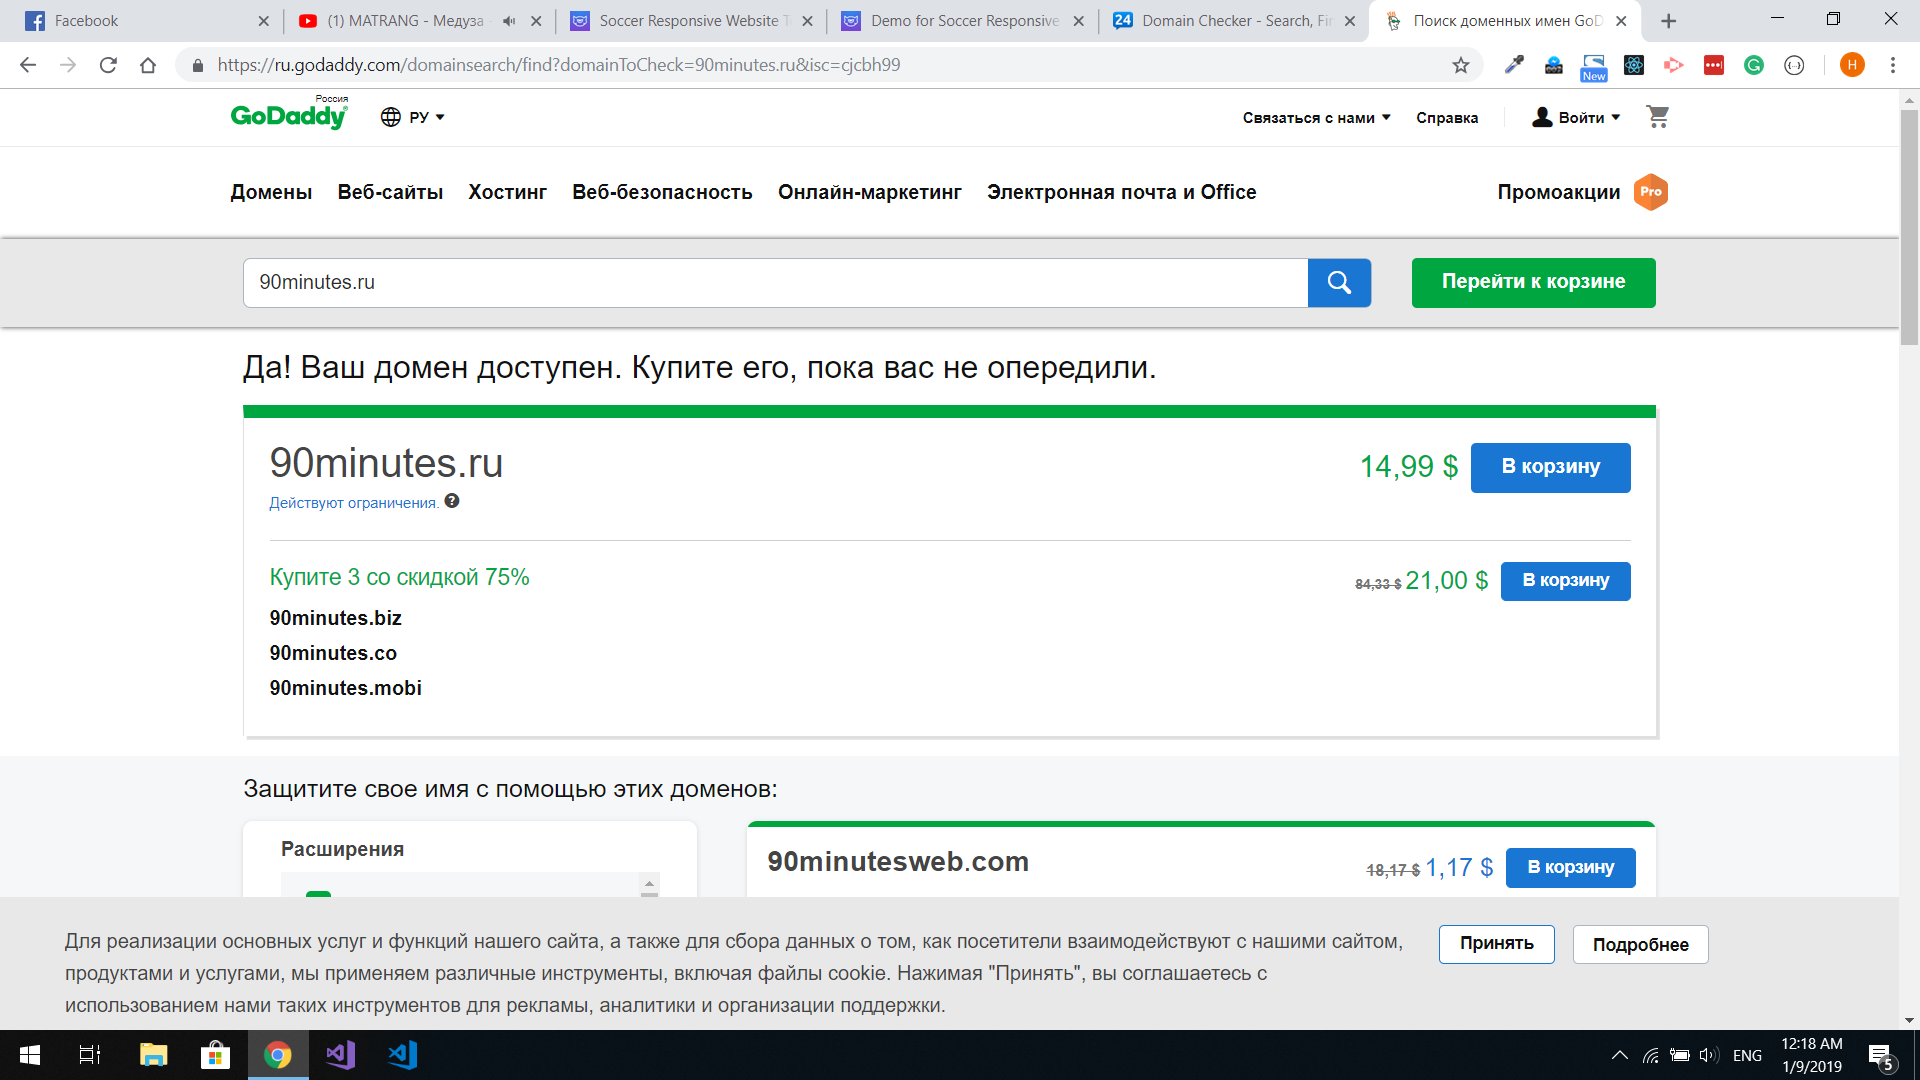 Facebook
(1) MATRANG - Медуза
Soccer Responsive Website T
Demo for Soccer Responsive
24 Domain Checker - Search, Fir
Поиск доменных имен GoD
https://ru.godaddy.com/domainsearch/find?domainToCheck=90minutes.ru&isc=cjcbh99
New
H
Россия
GoDaddy
РУ
Связаться с нами
Справка
Войти
Домены
Веб-сайты
Хостинг
Веб-безопасность
Онлайн-маркетинг
Электронная почта и Office
Промоакции
Pro
90minutes.ru
Перейти к корзине
Да! Ваш домен доступен. Купите его, пока вас не опередили.
90minutes.ru
14,99 $
В корзину
Действуют ограничения. ?
Купите 3 со скидкой 75%
84,33 $ 21,00 $
В корзину
90minutes.biz
90minutes.co
90minutes.mobi
Защитите свое имя с помощью этих доменов:
Расширения
90minutesweb.com
18,17 $ 1,17 $
В корзину
Для реализации основных услуг и функций нашего сайта, а также для сбора данных о том, как посетители взаимодействуют с нашими сайтом,
продуктами и услугами, мы применяем различные инструменты, включая файлы cookie. Нажимая "Принять", вы соглашаетесь с
использованием нами таких инструментов для рекламы, аналитики и организации поддержки.
Принять
Подробнее
ENG
12:18 AM
1/9/2019
5